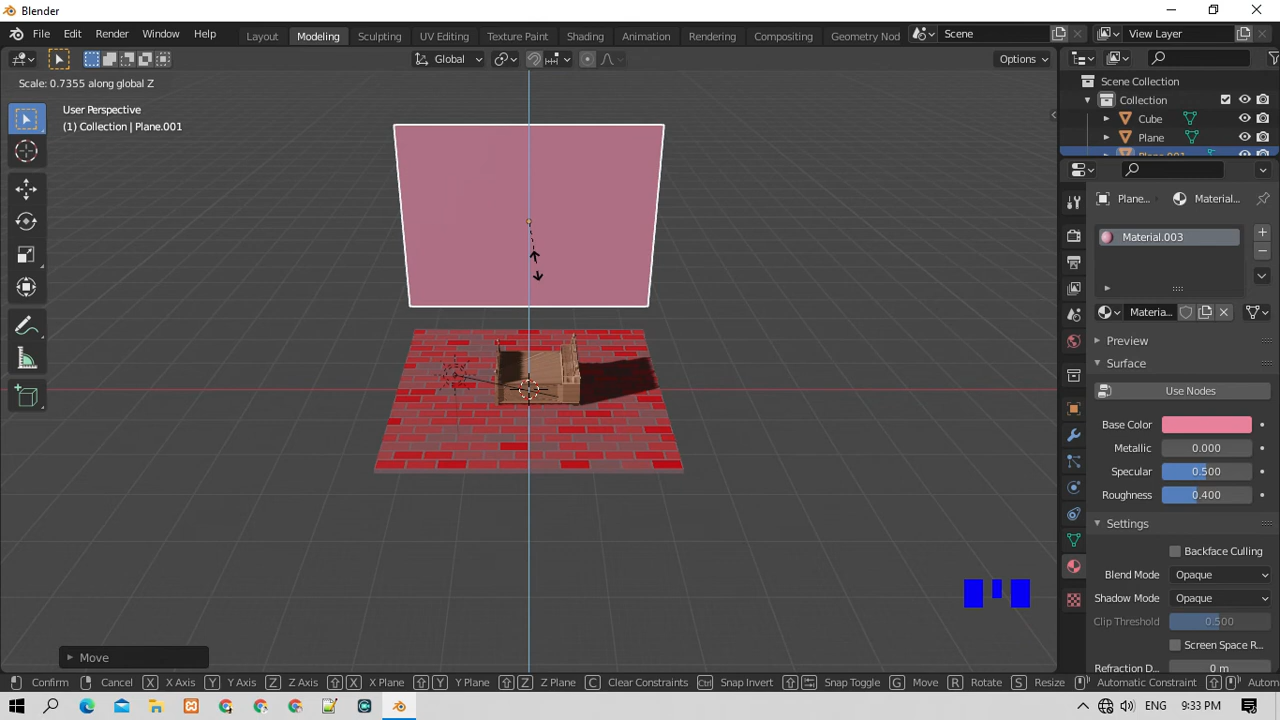 Blender
File Edit Render Window Help Layout Modeling Sculpting UV Editing Texture Paint Shading Animation Rendering Compositing Geometry Nod Scene View Layer
Global Options
Scale: 0.7355 along global Z
User Perspective
(1) Collection | Plane.001
Scene Collection
Collection
Cube
Plane
Plane.001
Plane... Material...
Material.003
Materia...
Preview
Surface
Use Nodes
Base Color
Metallic 0.000
Specular 0.500
Roughness 0.400
Settings
Backface Culling
Blend Mode Opaque
Shadow Mode Opaque
Clip Threshold 0.500
Screen Space R...
Refraction D... 0 m
Move
Confirm Cancel X X Axis Y Y Axis Z Z Axis X X Plane Y Y Plane Z Z Plane C Clear Constraints Ctrl Snap Invert Snap Toggle G Move R Rotate S Resize Automatic Constraint Autom
ENG 9:33 PM